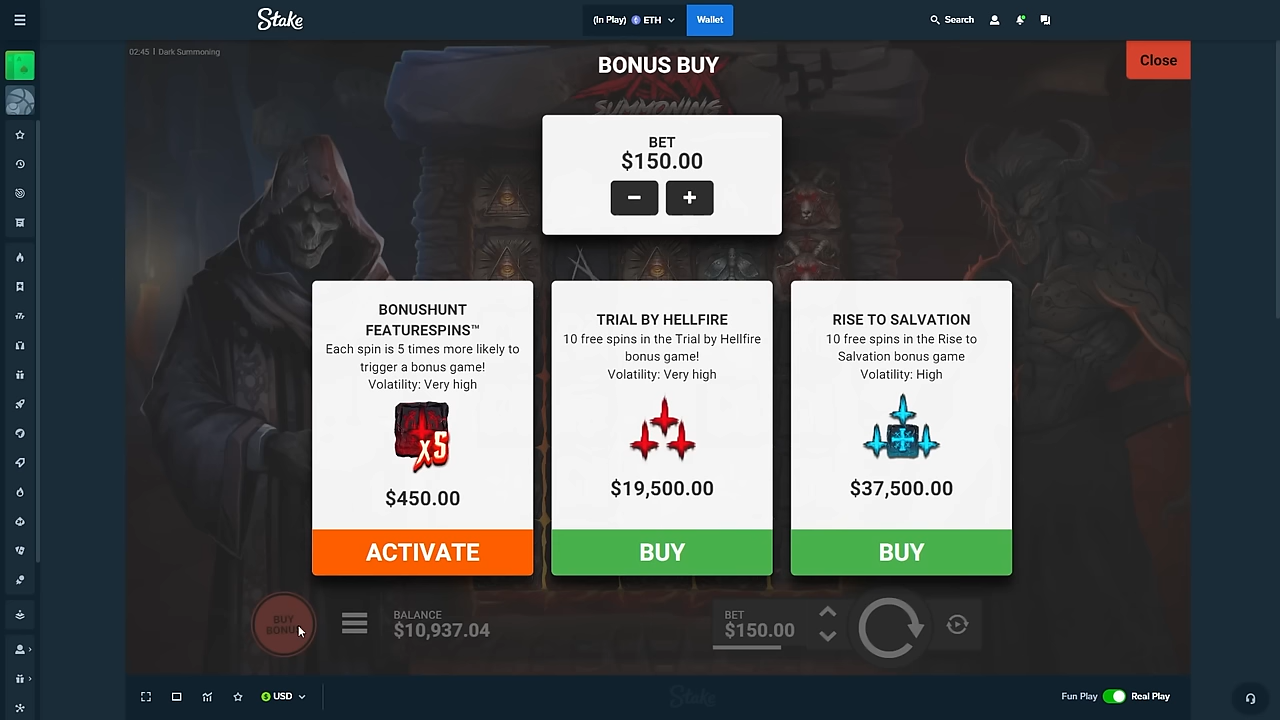 Stake
(In Play) ETH
Wallet
Search
02:45 | Dark Summoning
BONUS BUY
Close
SUMMONING
BET
$150.00
BONUSHUNT
FEATURESPINS™
Each spin is 5 times more likely to
trigger a bonus game!
Volatility: Very high
X5
$450.00
ACTIVATE
TRIAL BY HELLFIRE
10 free spins in the Trial by Hellfire
bonus game!
Volatility: Very high
$19,500.00
BUY
RISE TO SALVATION
10 free spins in the Rise to
Salvation bonus game
Volatility: High
$37,500.00
BUY
BUY
BONUS
BALANCE
$10,937.04
BET
$150.00
USD
Stake
Fun Play
Real Play